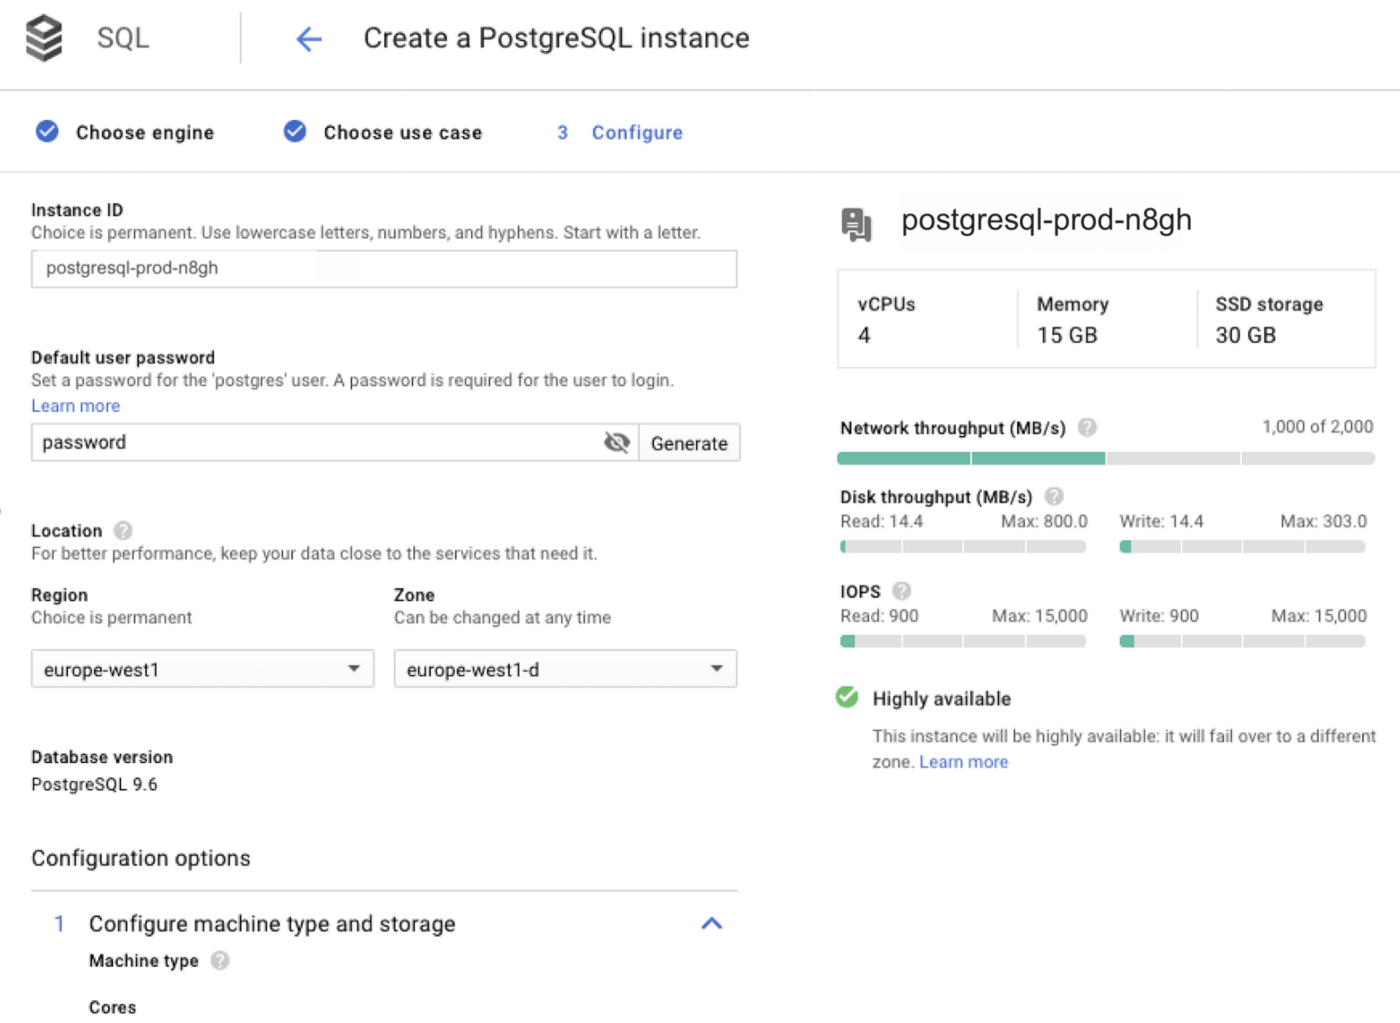 SQL
Create a PostgreSQL instance
Choose engine
Choose use case
3 Configure
Instance ID
Choice is permanent. Use lowercase letters, numbers, and hyphens. Start with a letter.
postgresql-prod-n8gh
Default user password
Set a password for the 'postgres' user. A password is required for the user to login.
Learn more
password
Generate
Location ?
For better performance, keep your data close to the services that need it.
Region
Choice is permanent
europe-west1
Zone
Can be changed at any time
europe-west1-d
Database version
PostgreSQL 9.6
Configuration options
1 Configure machine type and storage
Machine type ?
Cores
postgresql-prod-n8gh
vCPUs
4
Memory
15 GB
SSD storage
30 GB
Network throughput (MB/s) ? 1,000 of 2,000
Disk throughput (MB/s) ?
Read: 14.4 Max: 800.0 Write: 14.4 Max: 303.0
IOPS ?
Read: 900 Max: 15,000 Write: 900 Max: 15,000
Highly available
This instance will be highly available: it will fail over to a different
zone. Learn more